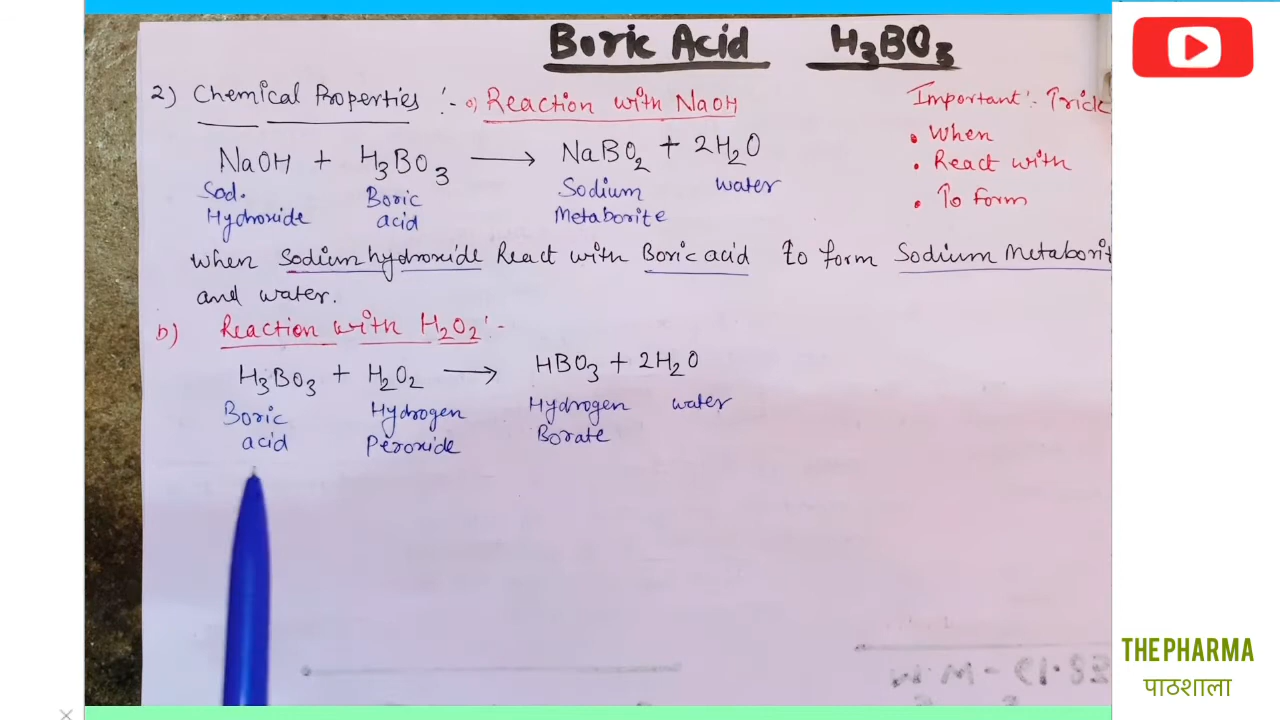 Boric Acid H₃BO₃
2) Chemical Properties :- a) Reaction with NaOH
NaOH + H₃BO₃ ⟶ NaBO₂ + 2H₂O
Sod. Boric Sodium water
Hydroxide acid Metaborite
when Sodium hydroxide React with Boric acid to form Sodium Metaborit
and water.
Important :- Trick
• When
• React with
• To form
b) Reaction with H₂O₂ :-
H₃BO₃ + H₂O₂ ⟶ HBO₃ + 2H₂O
Boric Hydrogen Hydrogen water
acid Peroxide Borate
THE PHARMA
पाठशाला